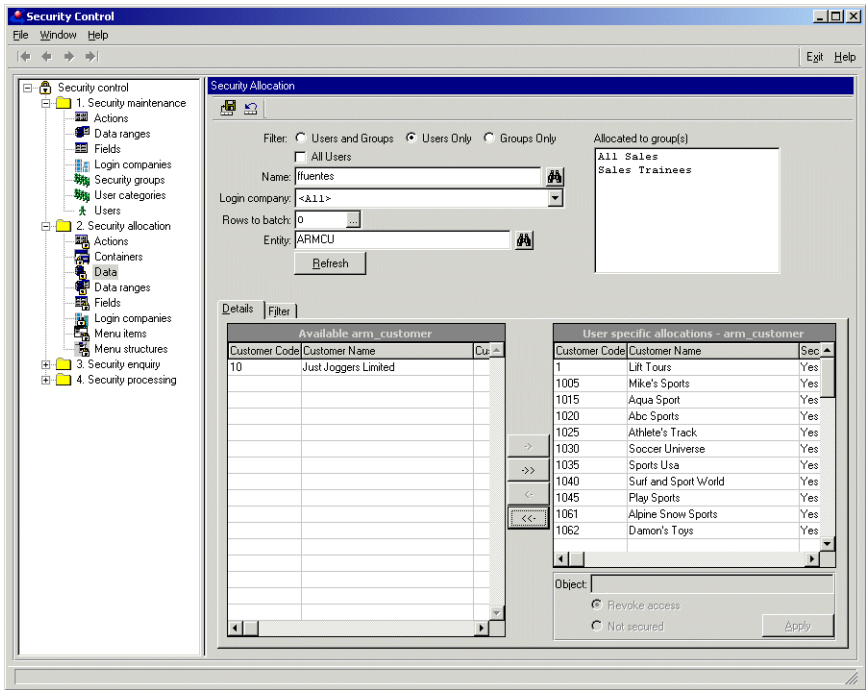 Security Control
File Window Help
Exit Help
Security control
1. Security maintenance
Actions
Data ranges
Fields
Login companies
Security groups
User categories
Users
2. Security allocation
Actions
Containers
Data
Data ranges
Fields
Login companies
Menu items
Menu structures
3. Security enquiry
4. Security processing
Security Allocation
Filter: Users and Groups Users Only Groups Only
All Users
Name: ffuentes
Login company: <All>
Rows to batch: 0 ...
Entity: ARMCU
Refresh
Allocated to group(s)
All Sales
Sales Trainees
Details Filter
Available arm_customer
Customer Code Customer Name Cu
10 Just Joggers Limited
->
->>
<-
<<-
User specific allocations - arm_customer
Customer Code Customer Name Sec
1 Lift Tours Yes
1005 Mike's Sports Yes
1015 Aqua Sport Yes
1020 Abc Sports Yes
1025 Athlete's Track Yes
1030 Soccer Universe Yes
1035 Sports Usa Yes
1040 Surf and Sport World Yes
1045 Play Sports Yes
1061 Alpine Snow Sports Yes
1062 Damon's Toys Yes
Object:
Revoke access
Not secured
Apply